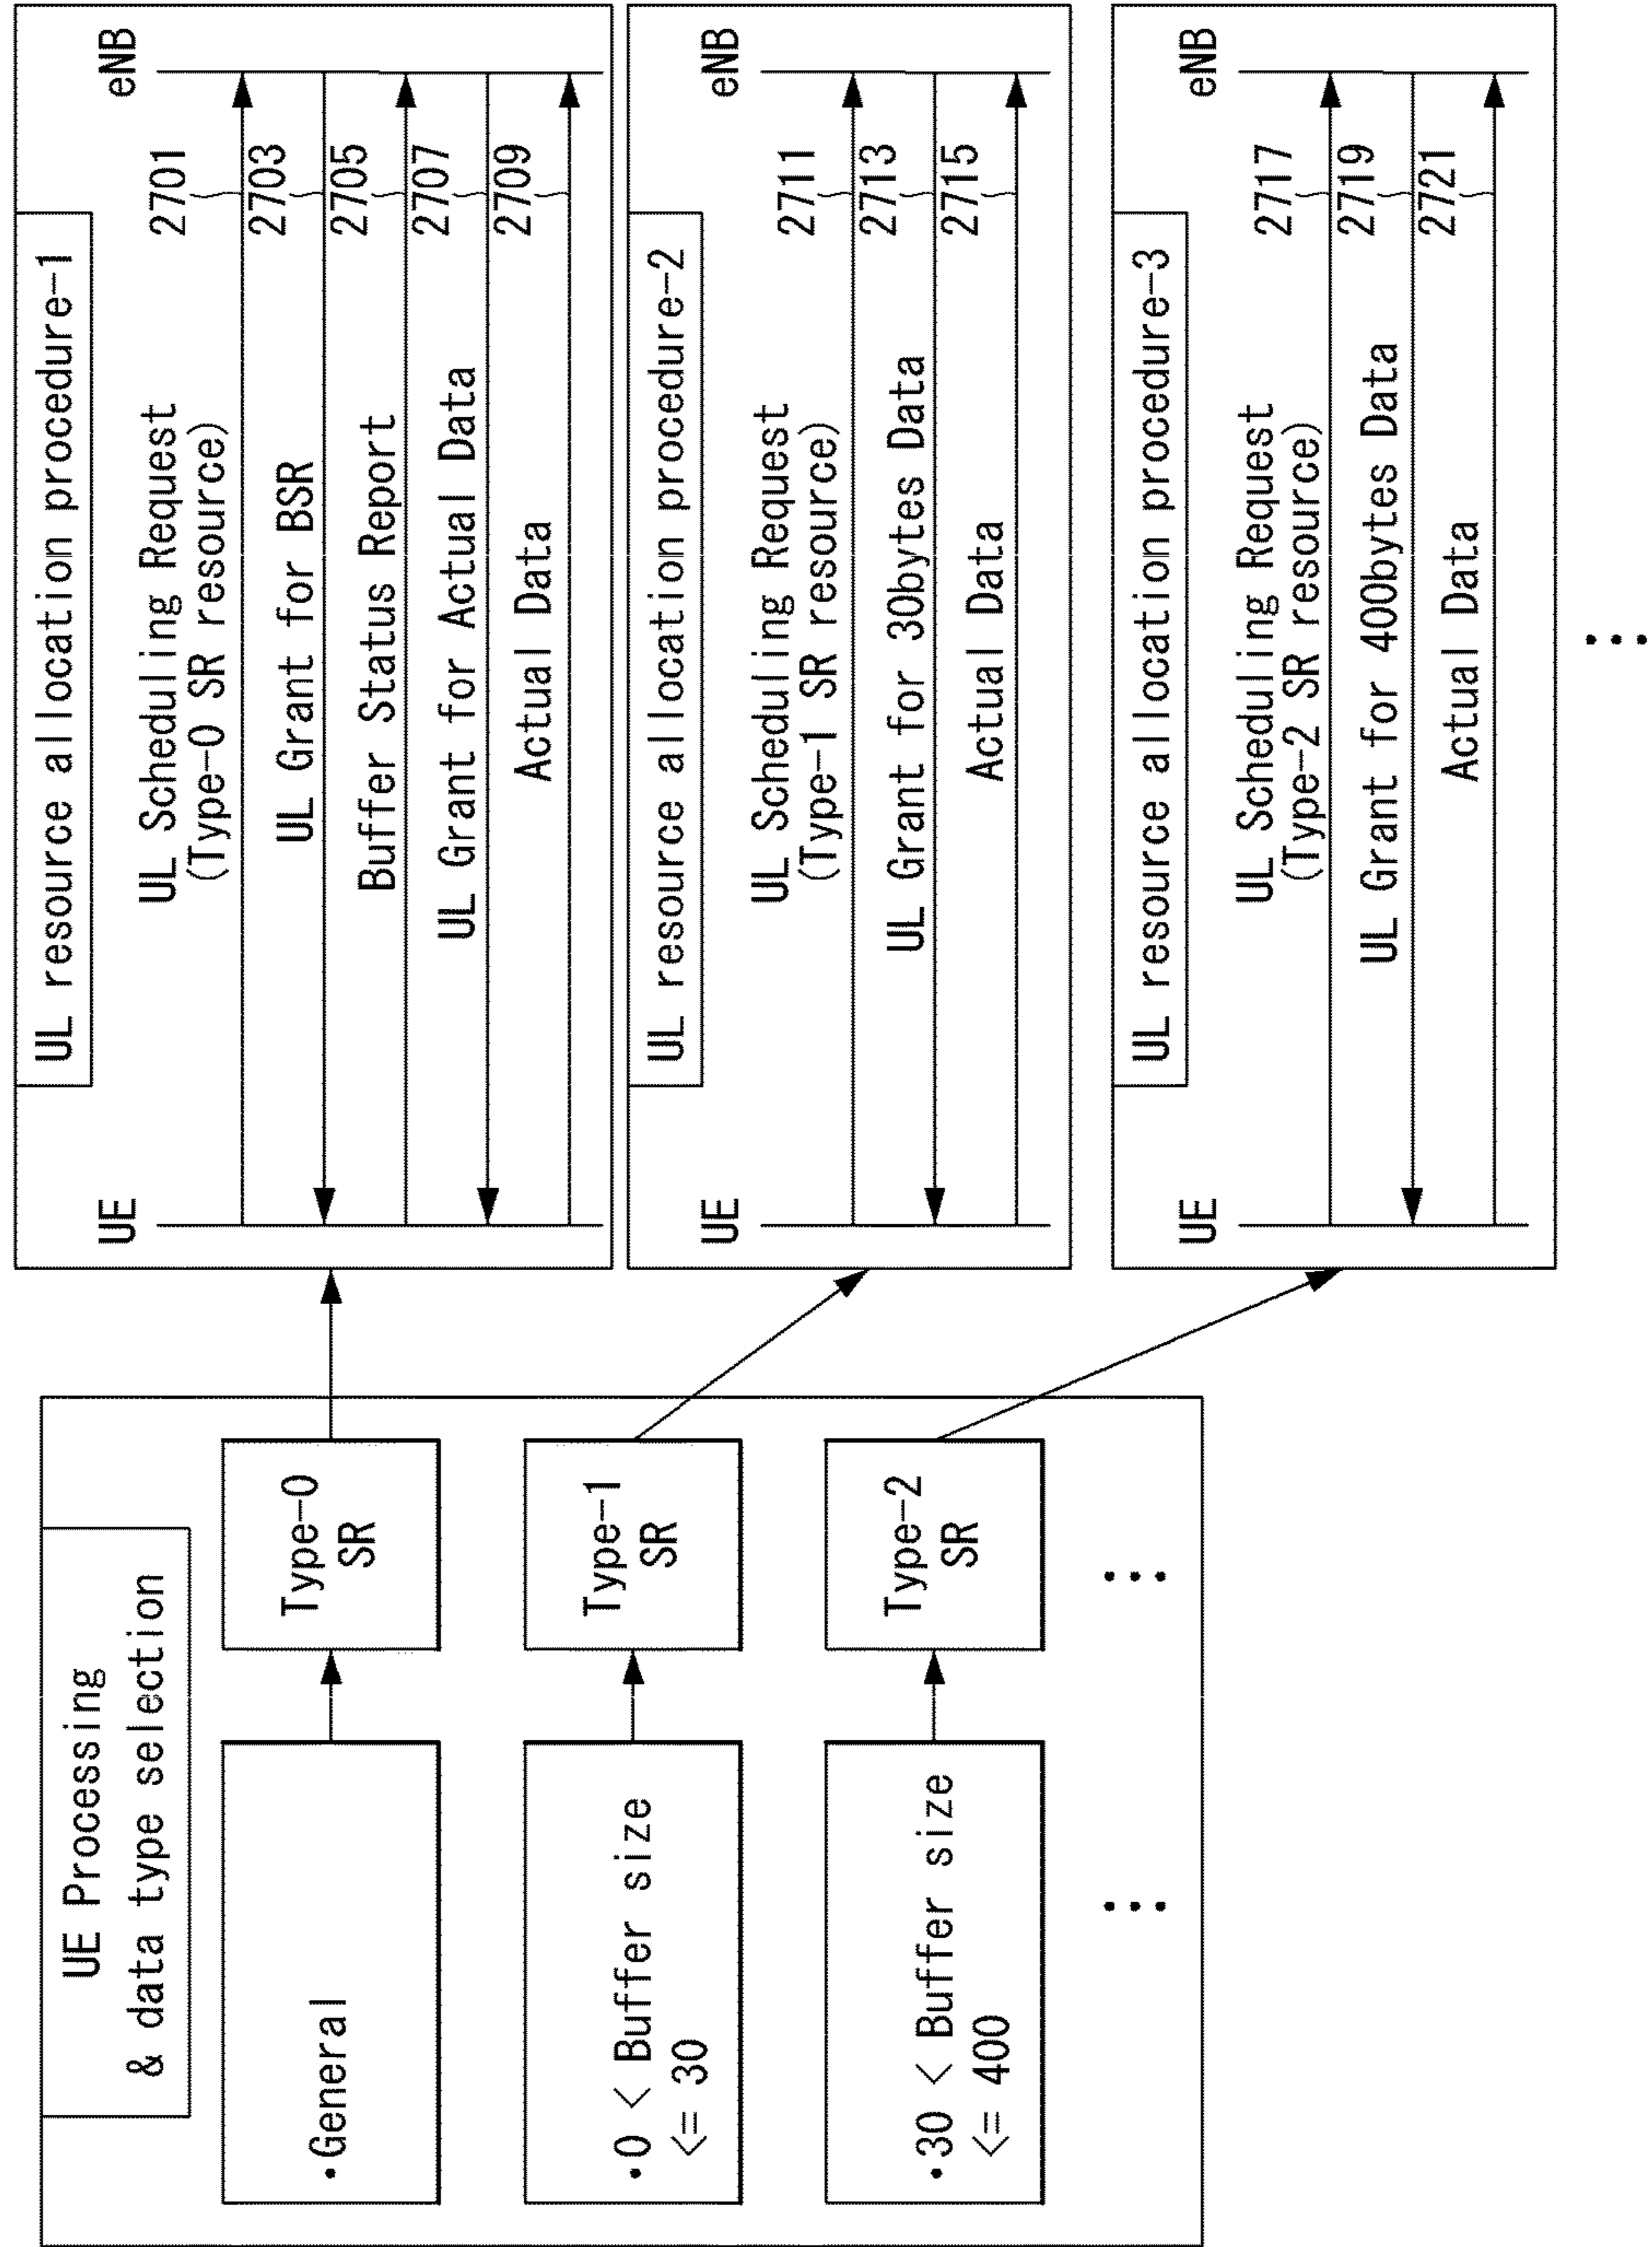 UE Processing
& data type selection
・General
Type-0
SR
・0 < Buffer size
<= 30
Type-1
SR
・30 < Buffer size
<= 400
Type-2
SR
UL resource allocation procedure-1
UE
eNB
UL Scheduling Request
(Type-0 SR resource)
2701
UL Grant for BSR
2703
Buffer Status Report
2705
UL Grant for Actual Data
2707
Actual Data
2709
UL resource allocation procedure-2
UE
eNB
UL Scheduling Request
(Type-1 SR resource)
2711
UL Grant for 30bytes Data
2713
Actual Data
2715
UL resource allocation procedure-3
UE
eNB
UL Scheduling Request
(Type-2 SR resource)
2717
UL Grant for 400bytes Data
2719
Actual Data
2721